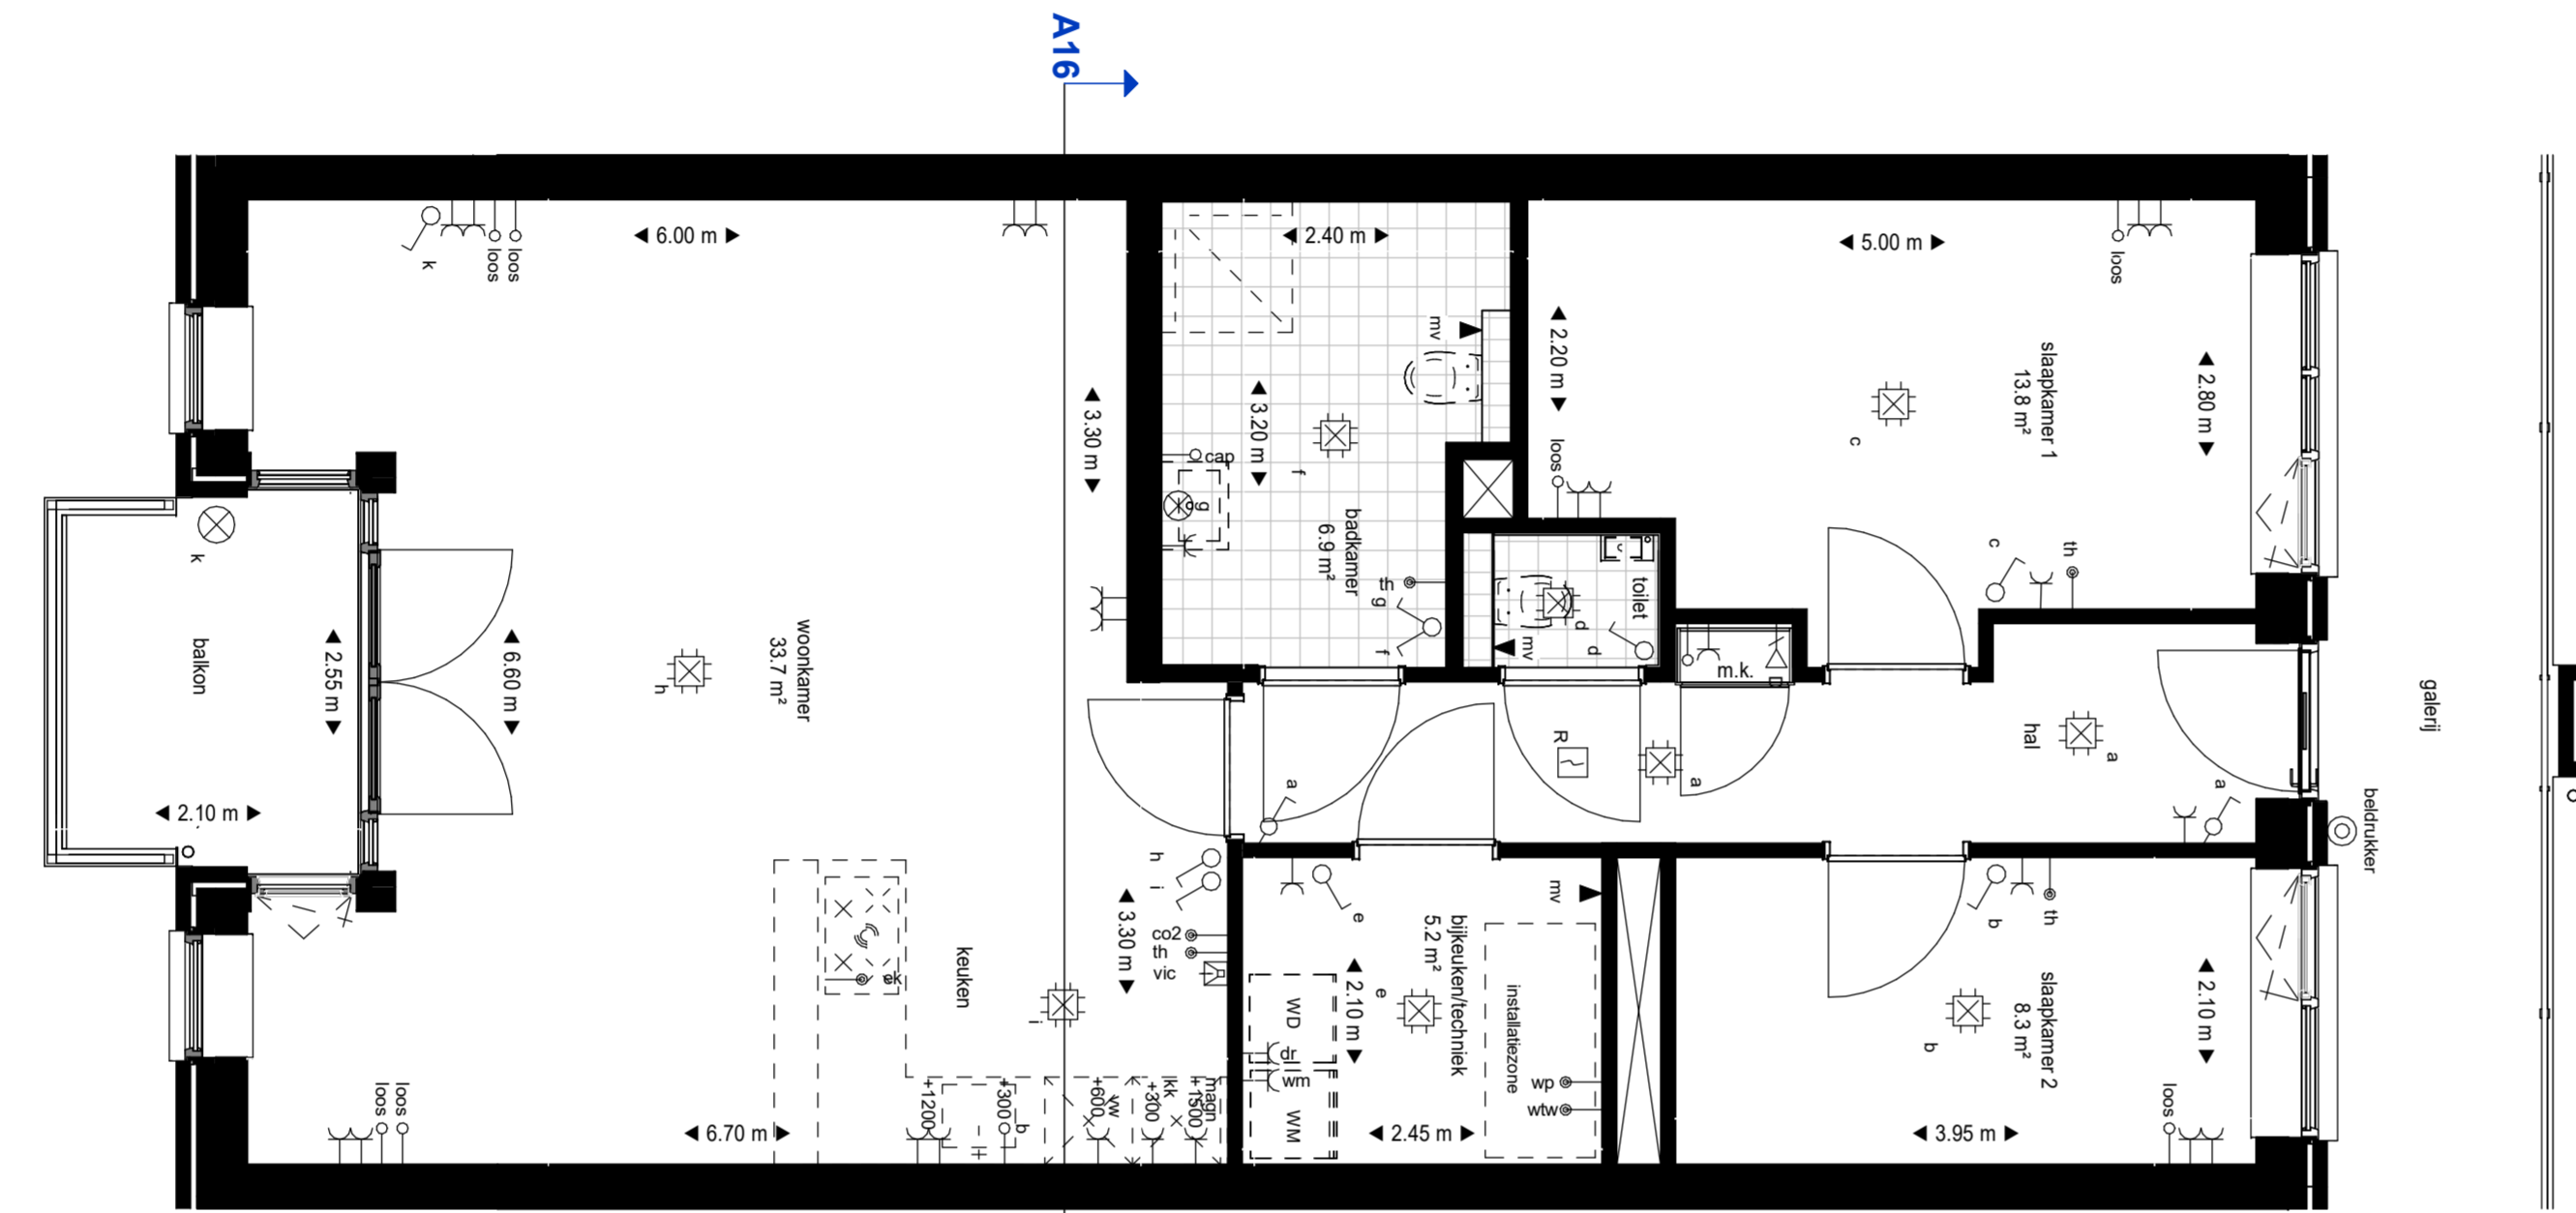 A16
6.00 m
2.40 m
5.00 m
k
loos
loos
loos
mv
2.20 m
3.30 m
3.20 m
slaapkamer 1
13.8 m²
2.80 m
c
loos
cap
f
g
badkamer
6.9 m²
th
g
f
toilet
d
d
mv
c
th
m.k.
k
balkon
2.55 m
6.60 m
h
woonkamer
33.7 m²
2.10 m
R
a
a
hal
a
a
galerij
beldrukker
h
i
co2
th
vic
3.30 m
keuken
i
e
e
2.10 m
bijkeuken/techniek
5.2 m²
mv
installatiezone
WD
dr
wm
WM
wp
wtw
b
th
slaapkamer 2
8.3 m²
b
2.10 m
loos
loos
loos
6.70 m
+1200
+300
b
+600
vw
+300
kk
+1500
magn
2.45 m
3.95 m